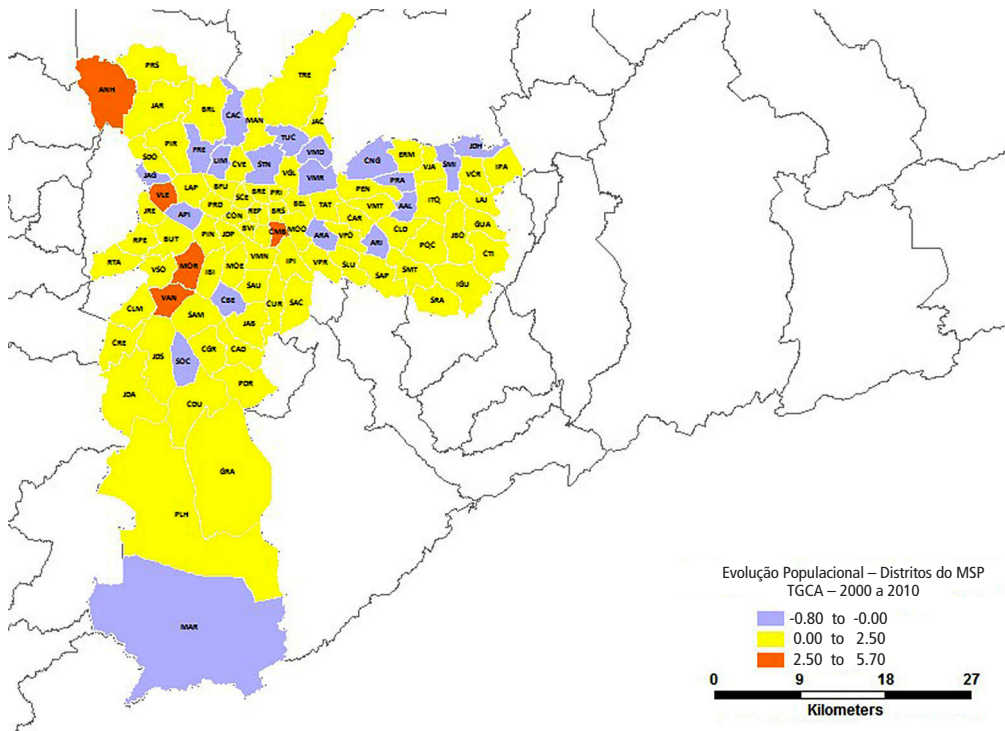 TRE
PRS
ANH
JAR
BRL
CAC
MAN
JAC
PIR
TUC
PRE
LIM
CVE
STN
VMD
SDO
JAG
VGL
VMR
CNG
ERM
VJA
SMI
JDH
VCR
IPA
PRA
PEN
VLE
LAP
BFU
SCE
BRE
PRI
PRD
CON
REP
BRS
BEL
TAT
CAR
VMT
AAL
ITQ
LAJ
GUA
JRE
API
RPE
BUT
PIN
JDP
BVI
CMB
MOO
ARA
VFO
ARI
CLD
PQC
JBO
CTI
RTA
VSO
MOR
IBI
MOE
VMN
IPI
VPR
SLU
SAP
SMT
IGU
SRA
VAN
CLM
SAM
CBE
SAU
CUR
SAC
JAB
CRE
JDS
SOC
CGR
CAD
JDA
CDU
PDR
GRA
PLH
MAR
Evolução Populacional – Distritos do MSP
TGCA – 2000 a 2010
-0.80 to -0.00
0.00 to 2.50
2.50 to 5.70
0 9 18 27
Kilometers